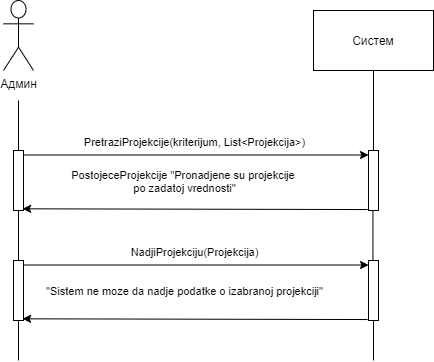 Систем
Админ
PretraziProjekcije(kriterijum, List<Projekcija>)
PostojeceProjekcije "Pronadjene su projekcije
po zadatoj vrednosti"
NadjiProjekciju(Projekcija)
"Sistem ne moze da nadje podatke o izabranoj projekciji"